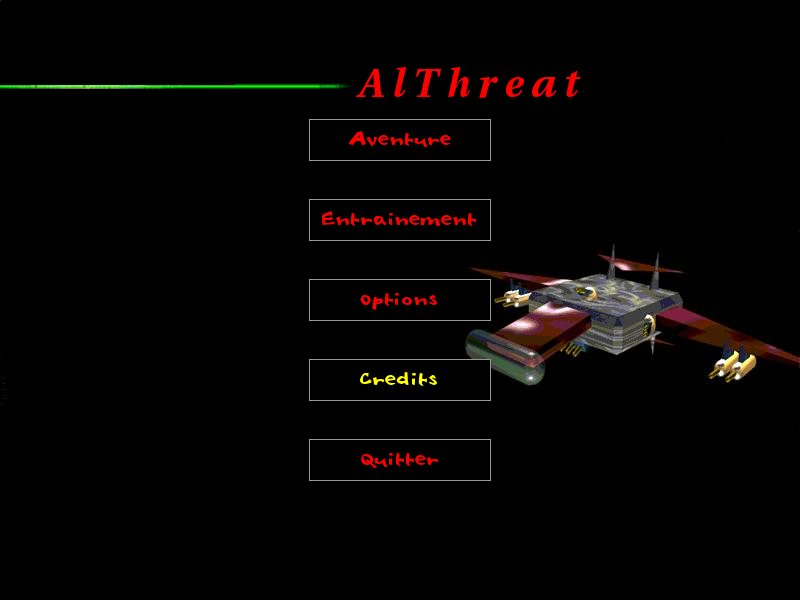 AlThreat
Aventure
Entrainement
Options
Credits
Quitter